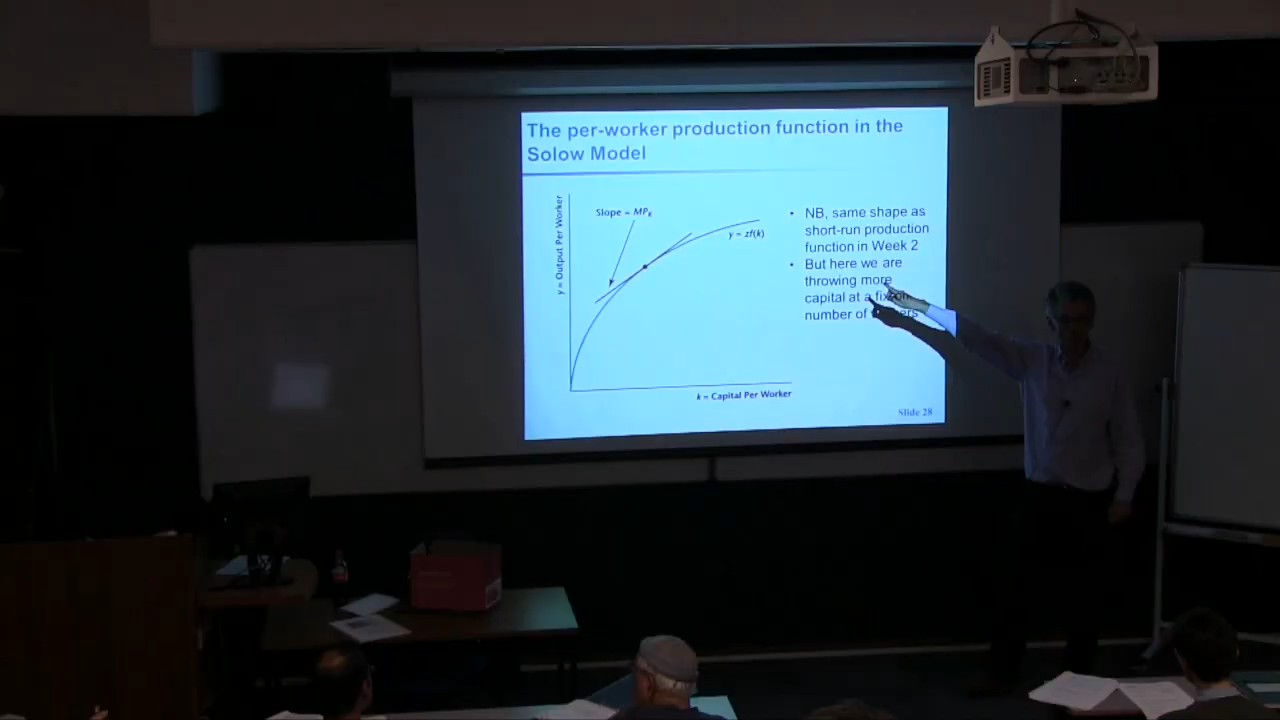 The per-worker production function in the
Solow Model
y = Output Per Worker
Slope = MPk
y = zf(k)
k = Capital Per Worker
• NB, same shape as
short-run production
function in Week 2
• But here we are
throwing more
capital at a
number of
Slide 28